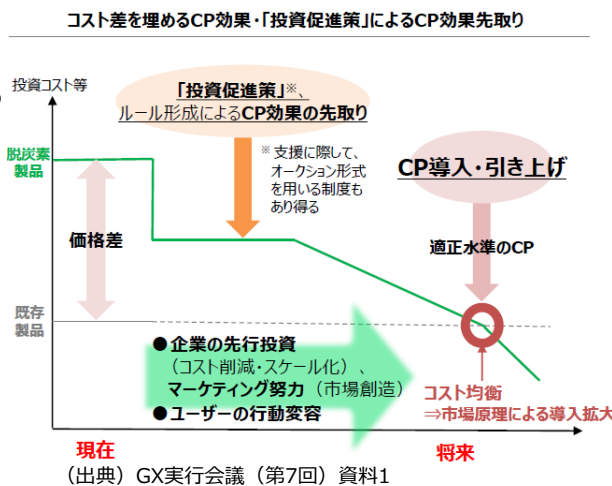 コスト差を埋めるCP効果・「投資促進策」によるCP効果先取り
投資コスト等
「投資促進策」※、
ルール形成によるCP効果の先取り
※ 支援に際して、
オークション形式
を用いる制度も
あり得る
脱炭素
製品
CP導入・引き上げ
価格差
適正水準のCP
既存
製品
●企業の先行投資
(コスト削減・スケール化)、
マーケティング努力(市場創造)
●ユーザーの行動変容
コスト均衡
⇒市場原理による導入拡大
現在
将来
(出典)GX実行会議(第7回)資料1